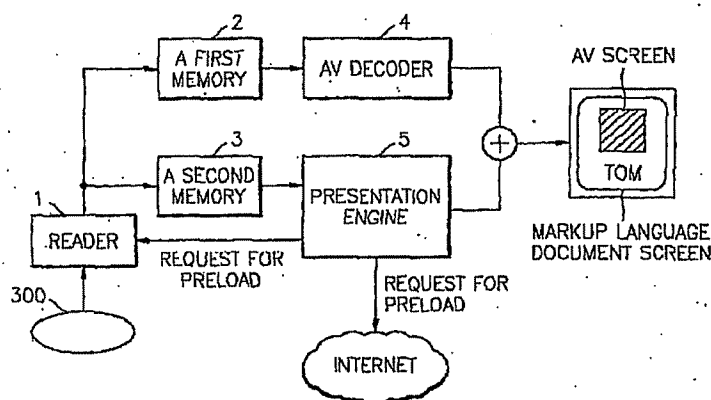 2
A FIRST
MEMORY
4
AV DECODER
AV SCREEN
TOM
MARKUP LANGUAGE
DOCUMENT SCREEN
3
A SECOND
MEMORY
5
PRESENTATION
ENGINE
1
READER
REQUEST FOR
PRELOAD
300
REQUEST FOR
PRELOAD
INTERNET